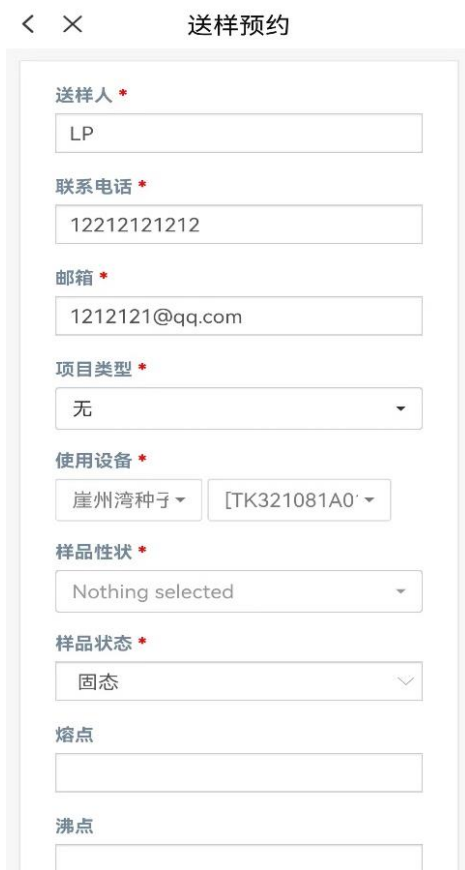 送样预约
送样人 *
LP
联系电话 *
12212121212
邮箱 *
1212121@qq.com
项目类型 *
无
使用设备 *
崖州湾种子 [TK321081A01
样品性状 *
Nothing selected
样品状态 *
固态
熔点
沸点